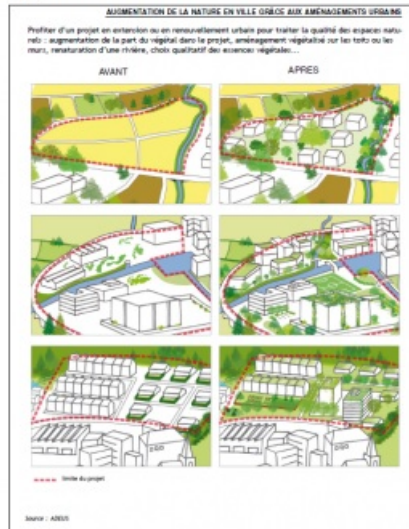 AUGMENTATION DE LA NATURE EN VILLE GRÂCE AUX AMÉNAGEMENTS URBAINS
Profiter d'un projet en extension ou en renouvellement urbain pour traiter la qualité des espaces natu-
rels : augmentation de la part du végétal dans le projet, aménagement végétalisé sur les toits ou les
murs, renaturation d'une rivière, choix qualitatif des essences végétales...
AVANT
APRES
limite du projet
Source : ADEUS